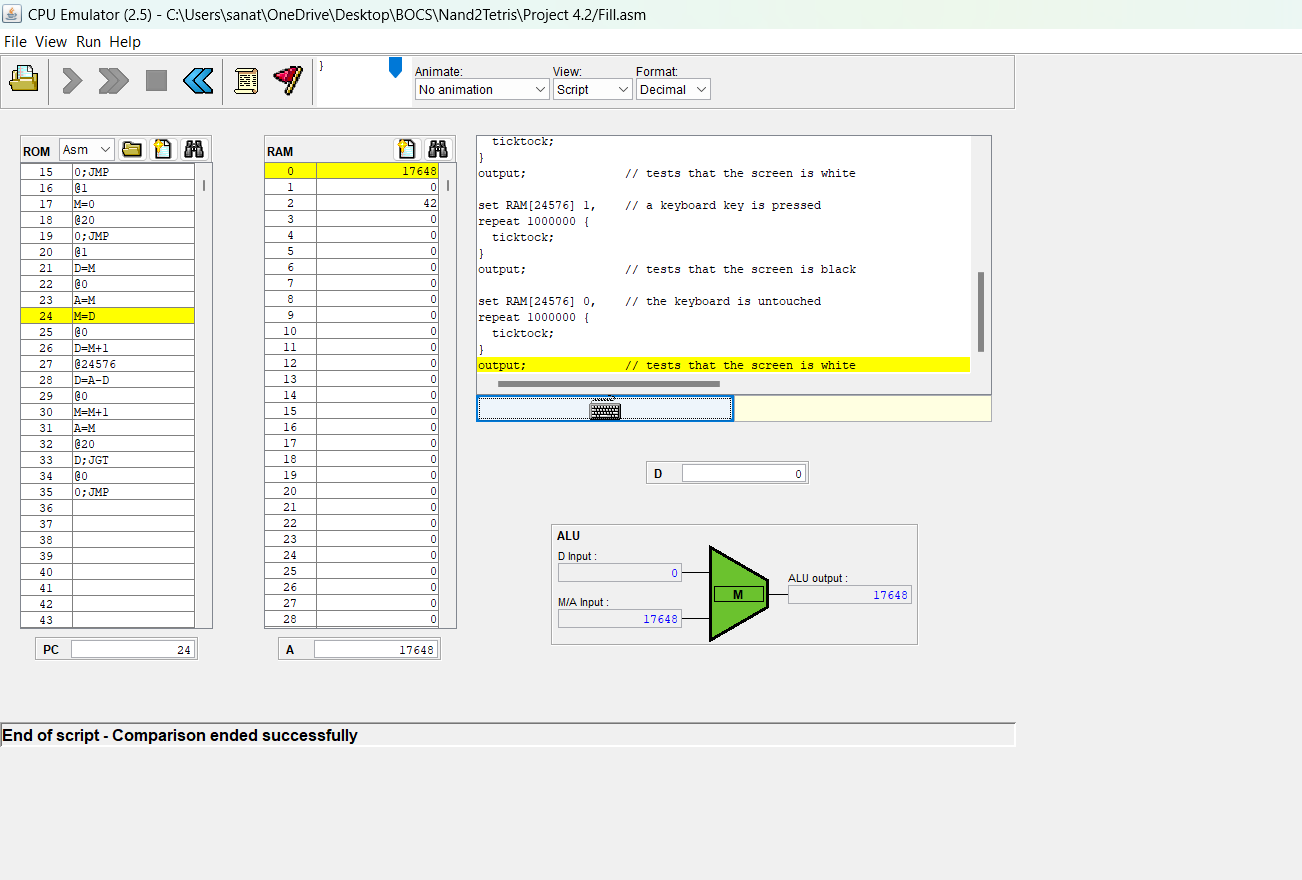 CPU Emulator (2.5) - C:\Users\sanat\OneDrive\Desktop\BOCS\Nand2Tetris\Project 4.2/Fill.asm
File View Run Help
}
Animate:
No animation
View:
Script
Format:
Decimal
ROM Asm
15 0;JMP
16 @1
17 M=0
18 @20
19 0;JMP
20 @1
21 D=M
22 @0
23 A=M
24 M=D
25 @0
26 D=M+1
27 @24576
28 D=A-D
29 @0
30 M=M+1
31 A=M
32 @20
33 D;JGT
34 @0
35 0;JMP
36
37
38
39
40
41
42
43
PC 24
RAM
0 17648
1 0
2 42
3 0
4 0
5 0
6 0
7 0
8 0
9 0
10 0
11 0
12 0
13 0
14 0
15 0
16 0
17 0
18 0
19 0
20 0
21 0
22 0
23 0
24 0
25 0
26 0
27 0
28 0
A 17648
ticktock;
}
output; // tests that the screen is white
set RAM[24576] 1, // a keyboard key is pressed
repeat 1000000 {
ticktock;
}
output; // tests that the screen is black
set RAM[24576] 0, // the keyboard is untouched
repeat 1000000 {
ticktock;
}
output; // tests that the screen is white
D 0
ALU
D Input :
0
M/A Input :
17648
M
ALU output :
17648
End of script - Comparison ended successfully